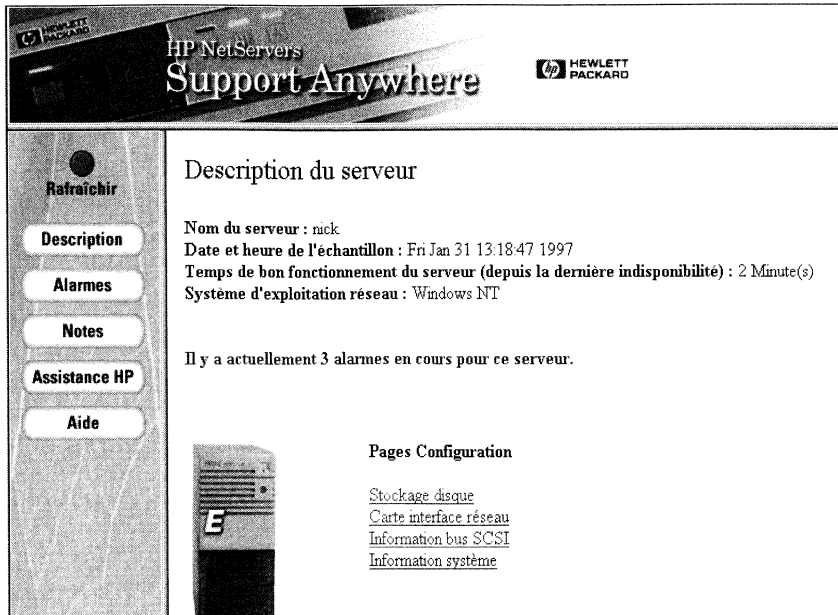 HEWLETT
PACKARD
HP NetServers
Support Anywhere
hp HEWLETT
PACKARD
Rafraîchir
Description
Alarmes
Notes
Assistance HP
Aide
Description du serveur
Nom du serveur : nick
Date et heure de l'échantillon : Fri Jan 31 13:18:47 1997
Temps de bon fonctionnement du serveur (depuis la dernière indisponibilité) : 2 Minute(s)
Système d'exploitation réseau : Windows NT
Il y a actuellement 3 alarmes en cours pour ce serveur.
E
Pages Configuration
Stockage disque
Carte interface réseau
Information bus SCSI
Information système